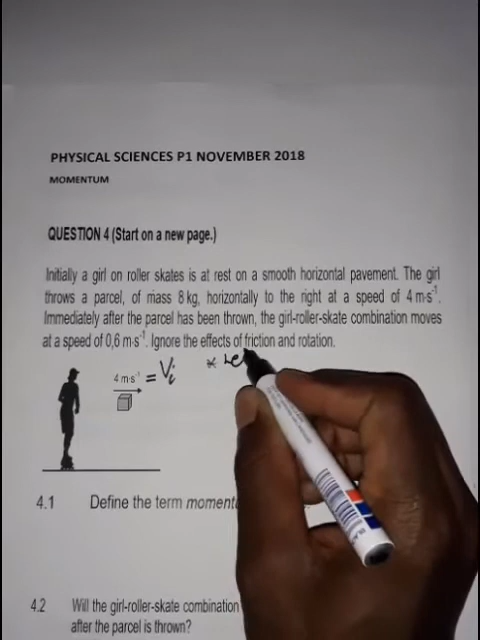 PHYSICAL SCIENCES P1 NOVEMBER 2018
MOMENTUM
QUESTION 4 (Start on a new page.)
Initially a girl on roller skates is at rest on a smooth horizontal pavement. The girl
throws a parcel, of mass 8 kg, horizontally to the right at a speed of 4 m·s⁻¹.
Immediately after the parcel has been thrown, the girl-roller-skate combination moves
at a speed of 0,6 m·s⁻¹. Ignore the effects of friction and rotation.
4 m·s⁻¹ = Vi
4.1 Define the term
4.2 Will the girl-roller-skate combination
after the parcel is thrown?